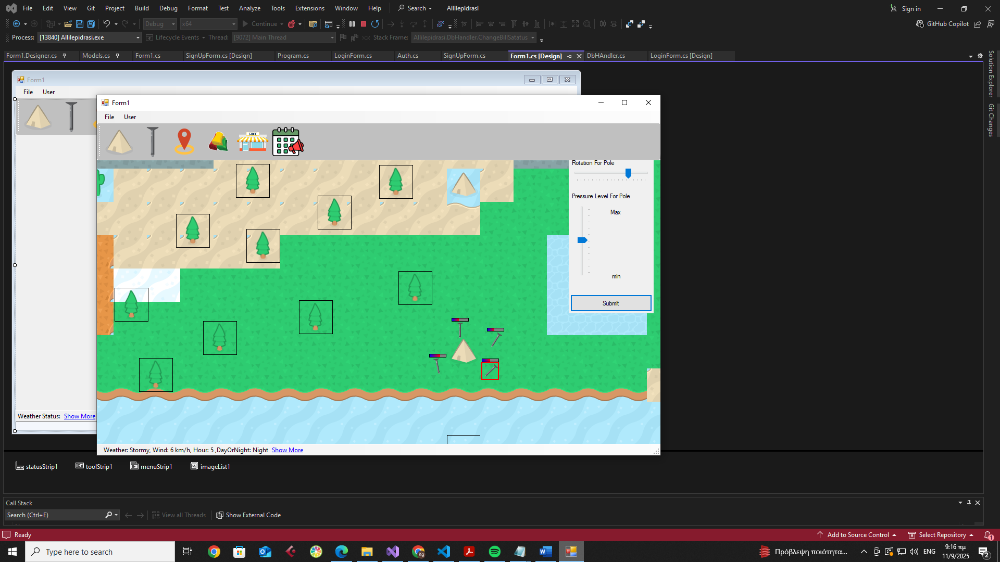 File Edit View Git Project Build Debug Format Test Analyze Tools Extensions Window Help Search Allilepidrasi Sign in
Debug x64 Continue GitHub Copilot
Process: [13840] Allilepidrasi.exe Lifecycle Events Thread: [9072] Main Thread Stack Frame: Allilepidrasi.DbHandler.ChangeBillSatatus
Form1.Designer.cs Models.cs Form1.cs SignUpForm.cs [Design] Program.cs LoginForm.cs Auth.cs SignUpForm.cs Form1.cs [Design] DbHAndler.cs LoginForm.cs [Design]
Solution Explorer
Git Changes
Form1
File User
Form1
File User
STORE
Rotation For Pole
Pressure Level For Pole
Max
min
Submit
Weather Status: Show More
Weather: Stormy, Wind: 6 km/h, Hour: 5 ,DayOrNight: Night Show More
statusStrip1 toolStrip1 menuStrip1 imageList1
Call Stack
Search (Ctrl+E) View all Threads Show External Code
Ready Add to Source Control Select Repository 1
Type here to search Πρόβλεψη ποιότητα... ENG 9:16 πμ
11/9/2025 2